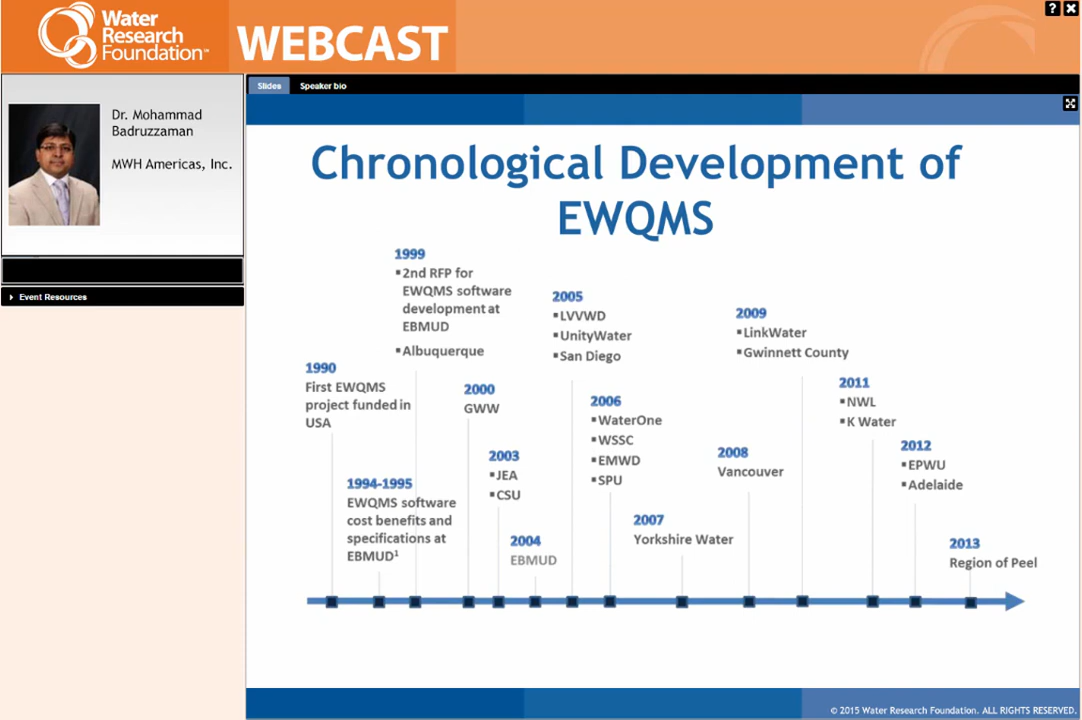 Water
Research
Foundation™
WEBCAST
? X
Slides Speaker bio
Dr. Mohammad
Badruzzaman
MWH Americas, Inc.
Event Resources
Chronological Development of
EWQMS
1990
First EWQMS
project funded in
USA
1994-1995
EWQMS software
cost benefits and
specifications at
EBMUD¹
1999
▪2nd RFP for
EWQMS software
development at
EBMUD
▪Albuquerque
2000
GWW
2003
▪JEA
▪CSU
2004
EBMUD
2005
▪LVVWD
▪UnityWater
▪San Diego
2006
▪WaterOne
▪WSSC
▪EMWD
▪SPU
2007
Yorkshire Water
2008
Vancouver
2009
▪LinkWater
▪Gwinnett County
2011
▪NWL
▪K Water
2012
▪EPWU
▪Adelaide
2013
Region of Peel
© 2015 Water Research Foundation. ALL RIGHTS RESERVED.